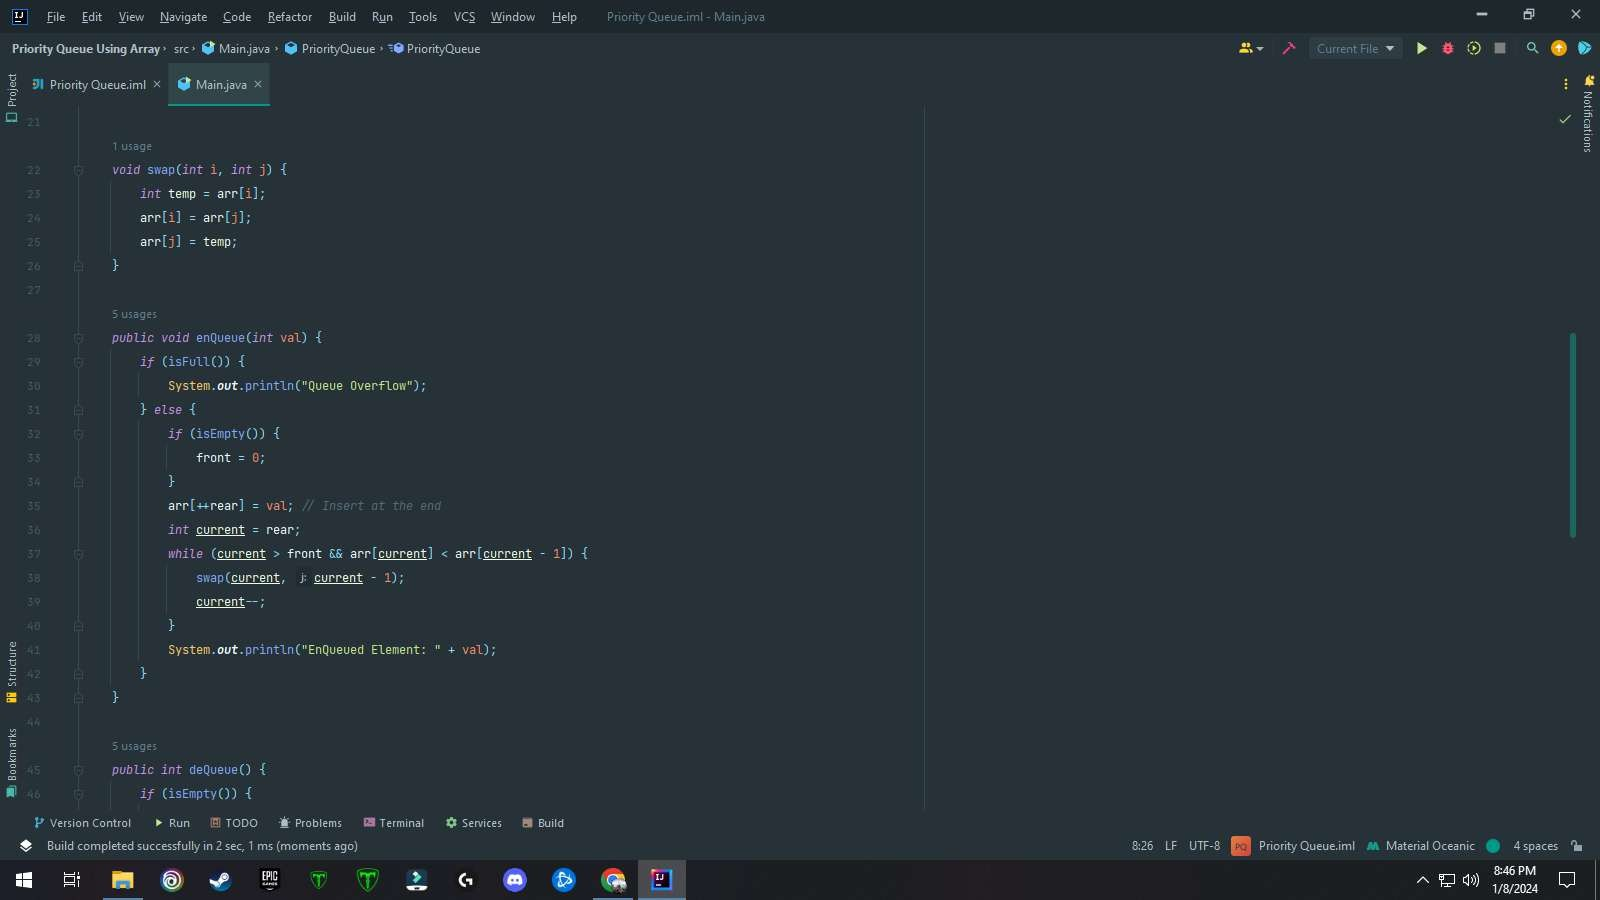 File Edit View Navigate Code Refactor Build Run Tools VCS Window Help Priority Queue.iml - Main.java
Priority Queue Using Array src Main.java PriorityQueue PriorityQueue Current File
Project
Priority Queue.iml Main.java
Notifications
21
1 usage
22 void swap(int i, int j) {
23 int temp = arr[i];
24 arr[i] = arr[j];
25 arr[j] = temp;
26 }
27
5 usages
28 public void enQueue(int val) {
29 if (isFull()) {
30 System.out.println("Queue Overflow");
31 } else {
32 if (isEmpty()) {
33 front = 0;
34 }
35 arr[++rear] = val; // Insert at the end
36 int current = rear;
37 while (current > front && arr[current] < arr[current - 1]) {
38 swap(current, j: current - 1);
39 current--;
40 }
41 System.out.println("EnQueued Element: " + val);
42 }
43 }
44
5 usages
45 public int deQueue() {
46 if (isEmpty()) {
Structure
Bookmarks
Version Control Run TODO Problems Terminal Services Build
Build completed successfully in 2 sec, 1 ms (moments ago) 8:26 LF UTF-8 PQ Priority Queue.iml Material Oceanic 4 spaces
EPIC GAMES
8:46 PM
1/8/2024